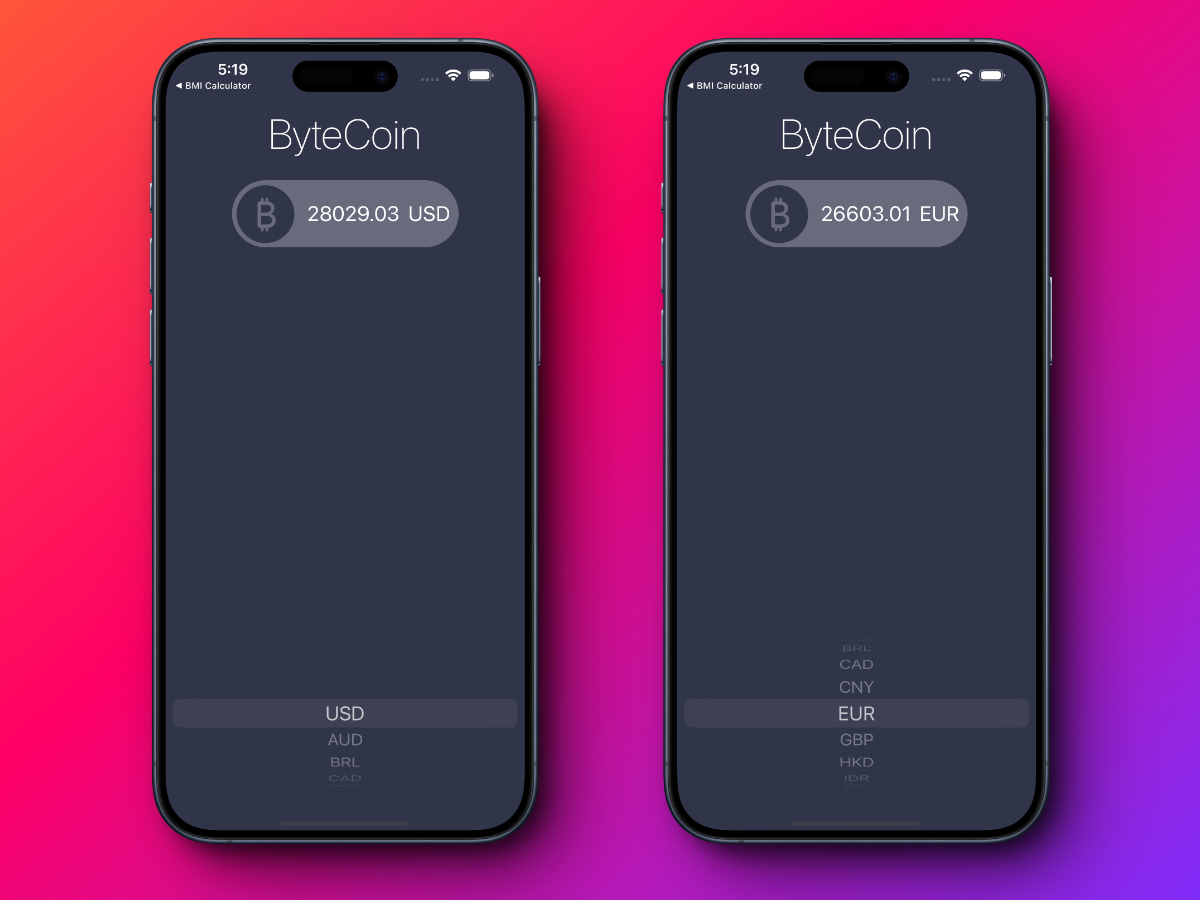 5:19
◀ BMI Calculator
ByteCoin
28029.03 USD
USD
AUD
BRL
CAD
5:19
◀ BMI Calculator
ByteCoin
26603.01 EUR
BRL
CAD
CNY
EUR
GBP
HKD
IDR